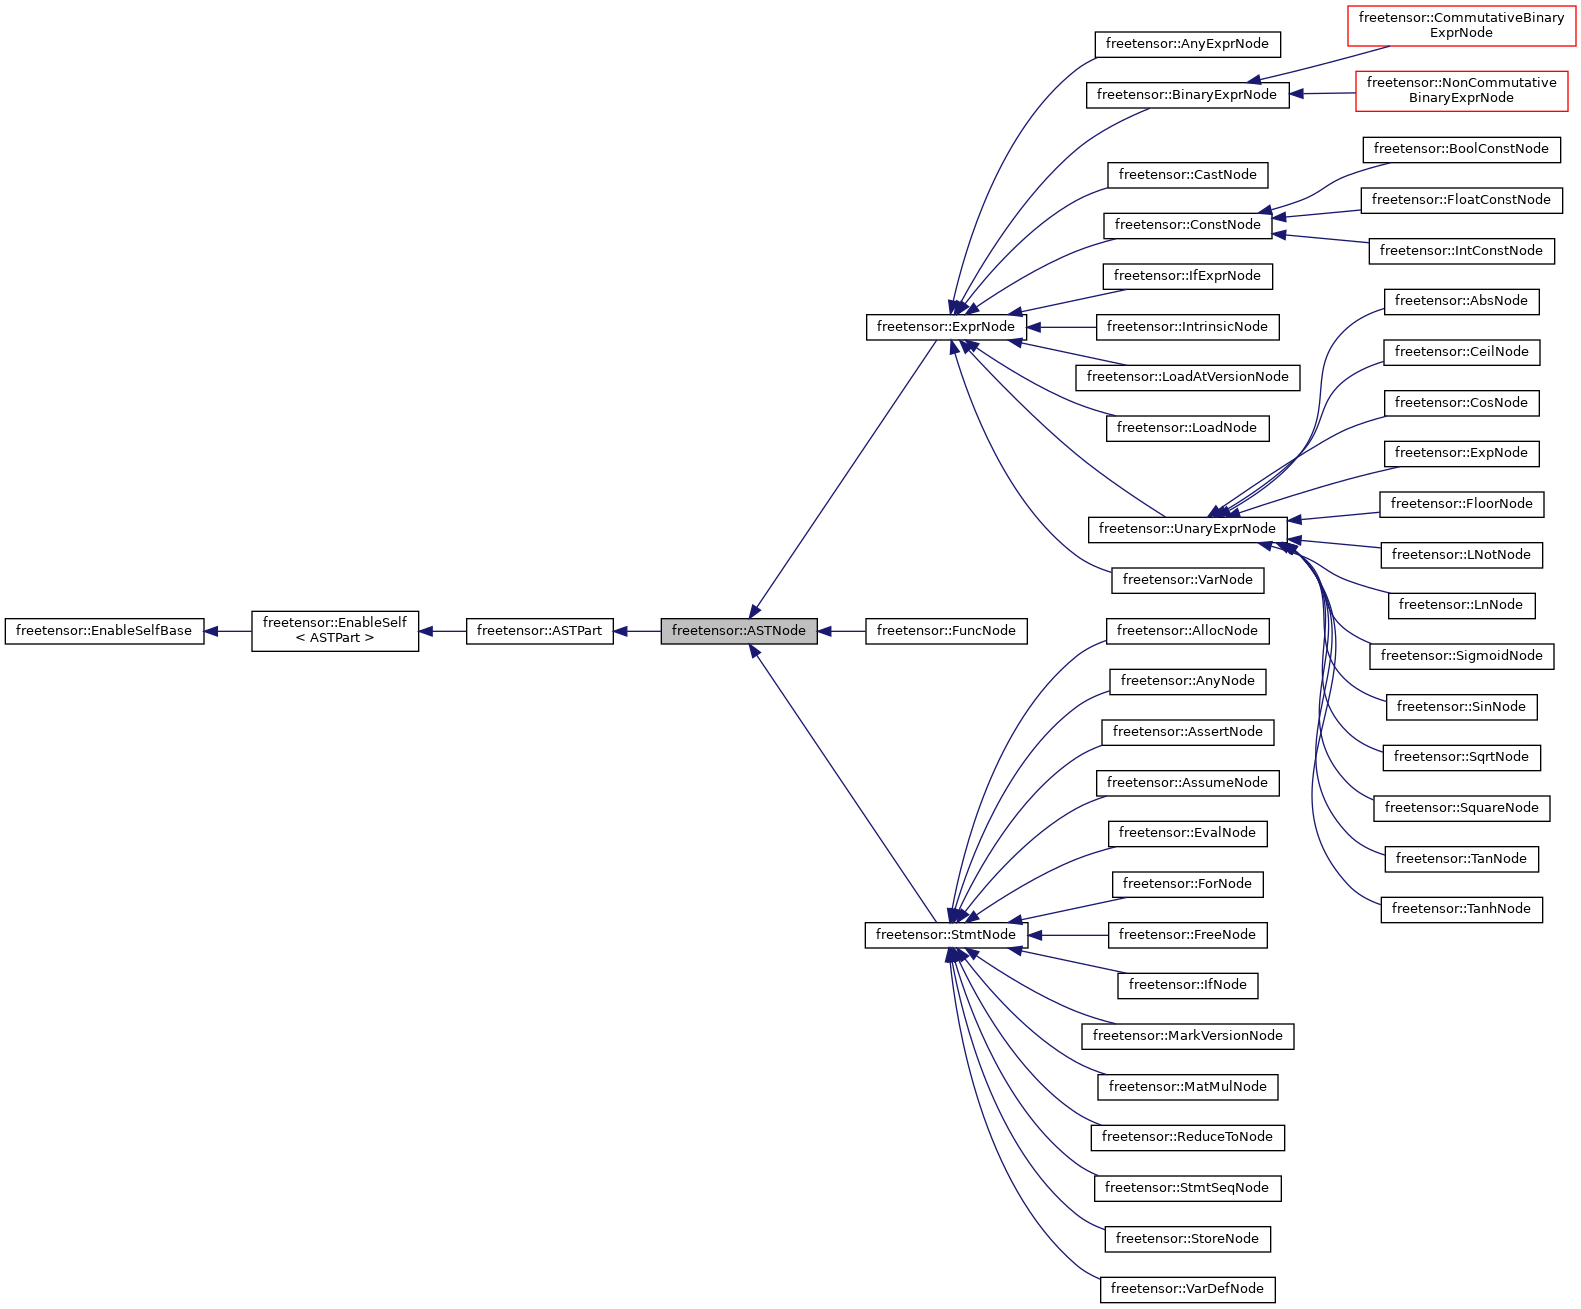 freetensor::EnableSelfBase
freetensor::EnableSelf
< ASTPart >
freetensor::ASTPart
freetensor::ASTNode
freetensor::ExprNode
freetensor::FuncNode
freetensor::StmtNode
freetensor::AnyExprNode
freetensor::BinaryExprNode
freetensor::CastNode
freetensor::ConstNode
freetensor::IfExprNode
freetensor::IntrinsicNode
freetensor::LoadAtVersionNode
freetensor::LoadNode
freetensor::UnaryExprNode
freetensor::VarNode
freetensor::AllocNode
freetensor::AnyNode
freetensor::AssertNode
freetensor::AssumeNode
freetensor::EvalNode
freetensor::ForNode
freetensor::FreeNode
freetensor::IfNode
freetensor::MarkVersionNode
freetensor::MatMulNode
freetensor::ReduceToNode
freetensor::StmtSeqNode
freetensor::StoreNode
freetensor::VarDefNode
freetensor::CommutativeBinary
ExprNode
freetensor::NonCommutative
BinaryExprNode
freetensor::BoolConstNode
freetensor::FloatConstNode
freetensor::IntConstNode
freetensor::AbsNode
freetensor::CeilNode
freetensor::CosNode
freetensor::ExpNode
freetensor::FloorNode
freetensor::LNotNode
freetensor::LnNode
freetensor::SigmoidNode
freetensor::SinNode
freetensor::SqrtNode
freetensor::SquareNode
freetensor::TanNode
freetensor::TanhNode